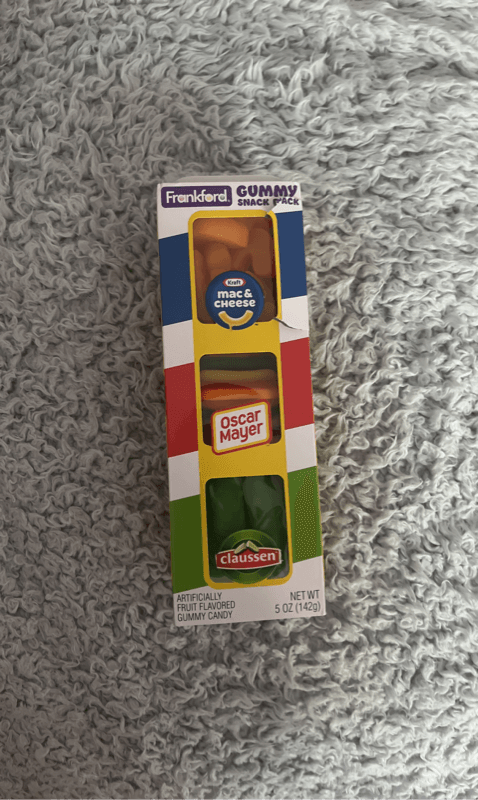 Frankford.
GUMMY
SNACK PACK
Kraft
mac &
cheese
Oscar
Mayer
claussen
ARTIFICIALLY
FRUIT FLAVORED
GUMMY CANDY
NET WT
5 OZ (142g)